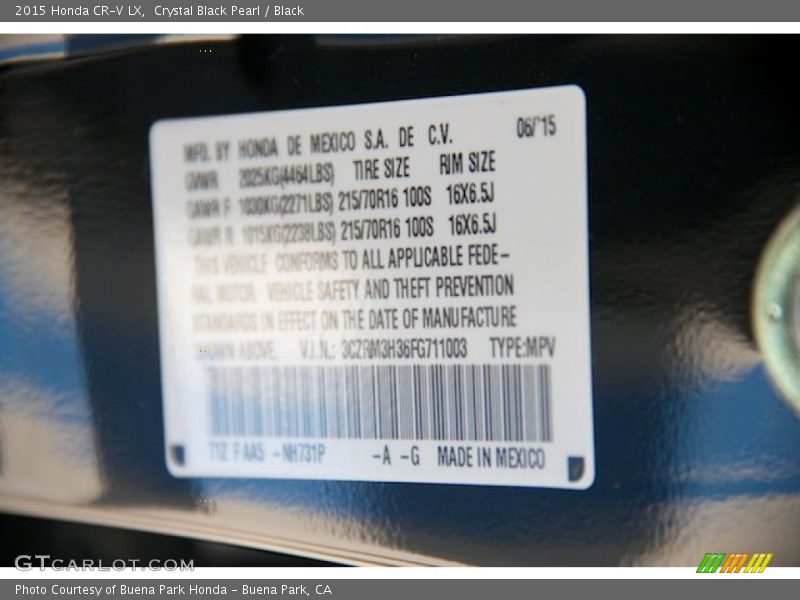 2015 Honda CR-V LX,  Crystal Black Pearl / Black
MFD. BY HONDA DE MEXICO S.A. DE C.V. 06/'15
GVWR 2025KG(4464LBS) TIRE SIZE RIM SIZE
GAWR F 1030KG(2271LBS) 215/70R16 100S 16X6.5J
GAWR R 1015KG(2238LBS) 215/70R16 100S 16X6.5J
THIS VEHICLE CONFORMS TO ALL APPLICABLE FEDE-
RAL MOTOR VEHICLE SAFETY AND THEFT PREVENTION
STANDARDS IN EFFECT ON THE DATE OF MANUFACTURE
SHOWN ABOVE. V.I.N.: 3CZRM3H36FG711003 TYPE:MPV
-NH731P -A -G MADE IN MEXICO
GTCARLOT.COM
Photo Courtesy of Buena Park Honda - Buena Park, CA